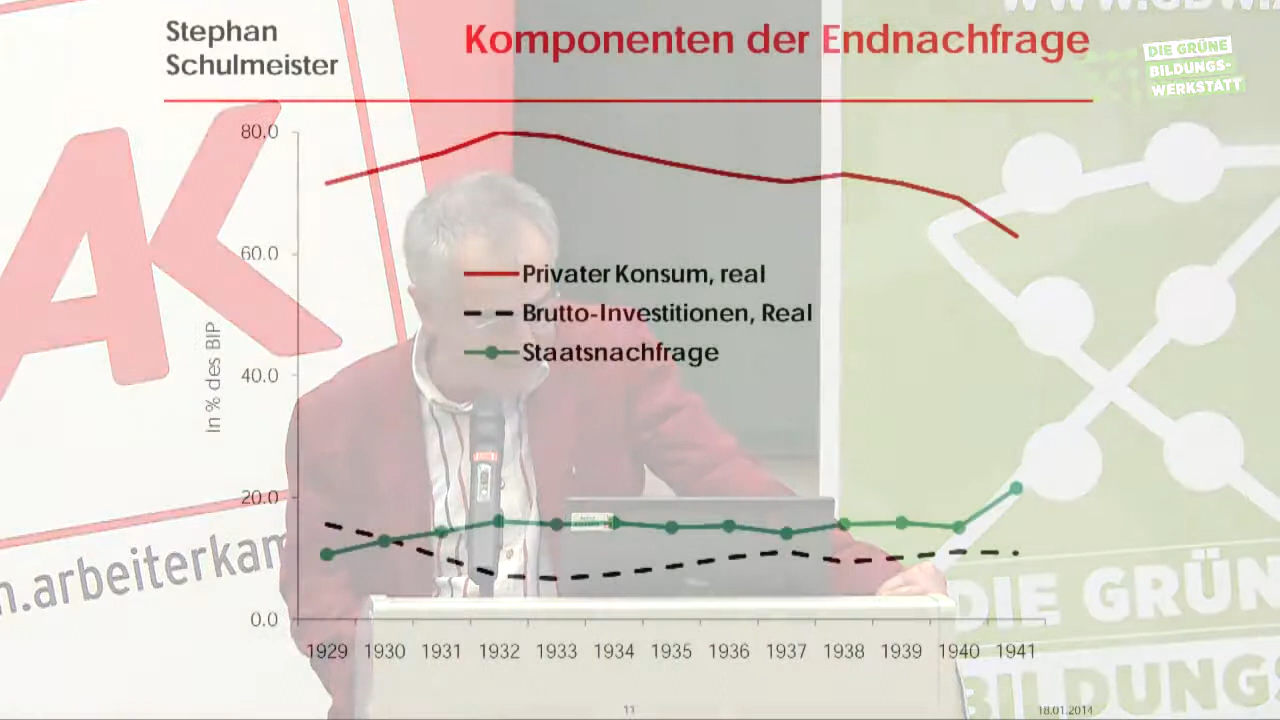 Stephan
Schulmeister
Komponenten der Endnachfrage
DIE GRÜNE
BILDUNGS-
WERKSTATT
AK
80.0
60.0
40.0
20.0
0.0
In % des BIP
Privater Konsum, real
Brutto-Investitionen, Real
Staatsnachfrage
n.arbeiterkam
1929 1930 1931 1932 1933 1934 1935 1936 1937 1938 1939 1940 1941
DIE GRÜN
BILDUNGS
11
18.01.2014